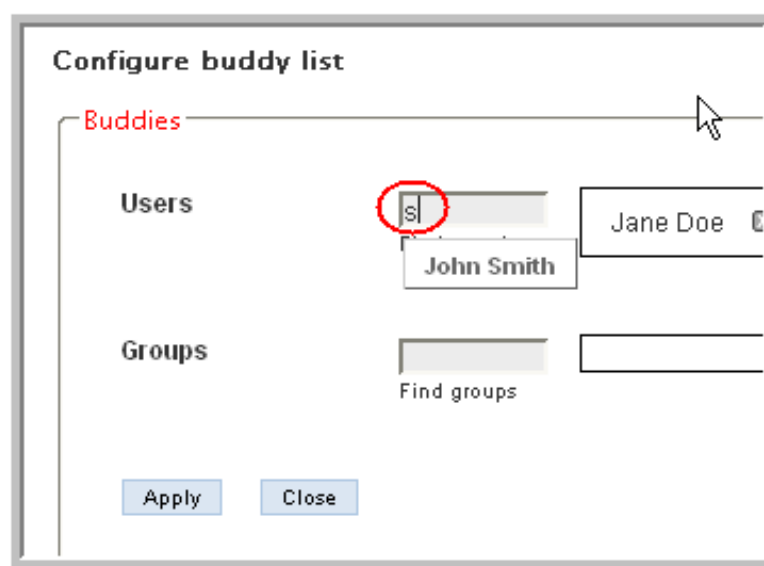 Configure buddy list
Buddies
Users
s
Jane Doe
John Smith
Groups
Find groups
Apply Close